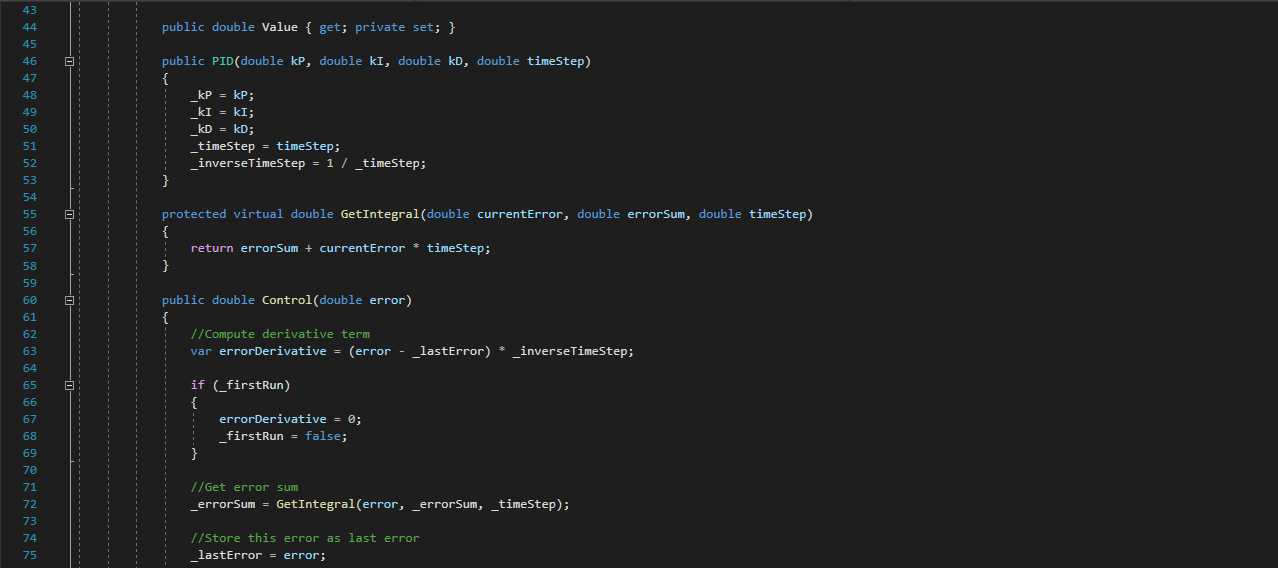 43
44 public double Value { get; private set; }
45
46 public PID(double kP, double kI, double kD, double timeStep)
47 {
48 _kP = kP;
49 _kI = kI;
50 _kD = kD;
51 _timeStep = timeStep;
52 _inverseTimeStep = 1 / _timeStep;
53 }
54
55 protected virtual double GetIntegral(double currentError, double errorSum, double timeStep)
56 {
57 return errorSum + currentError * timeStep;
58 }
59
60 public double Control(double error)
61 {
62 //Compute derivative term
63 var errorDerivative = (error - _lastError) * _inverseTimeStep;
64
65 if (_firstRun)
66 {
67 errorDerivative = 0;
68 _firstRun = false;
69 }
70
71 //Get error sum
72 _errorSum = GetIntegral(error, _errorSum, _timeStep);
73
74 //Store this error as last error
75 _lastError = error;